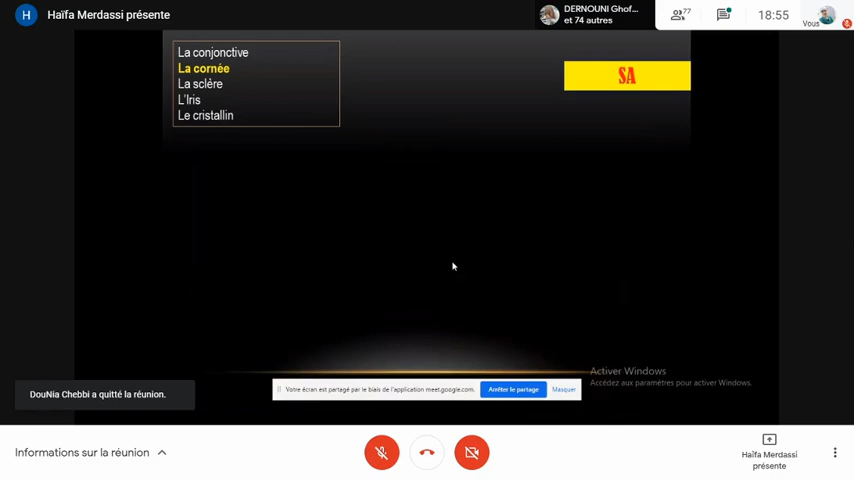 H Haïfa Merdassi présente
DERNOUNI Ghof...
et 74 autres
77
18:55
Vous
La conjonctive
La cornée
La sclère
L'Iris
Le cristallin
SA
Activer Windows
Accédez aux paramètres pour activer Windows.
Votre écran est partagé par le biais de l'application meet.google.com.
Arrêter le partage
Masquer
DouNia Chebbi a quitté la réunion.
Informations sur la réunion
Haïfa Merdassi
présente